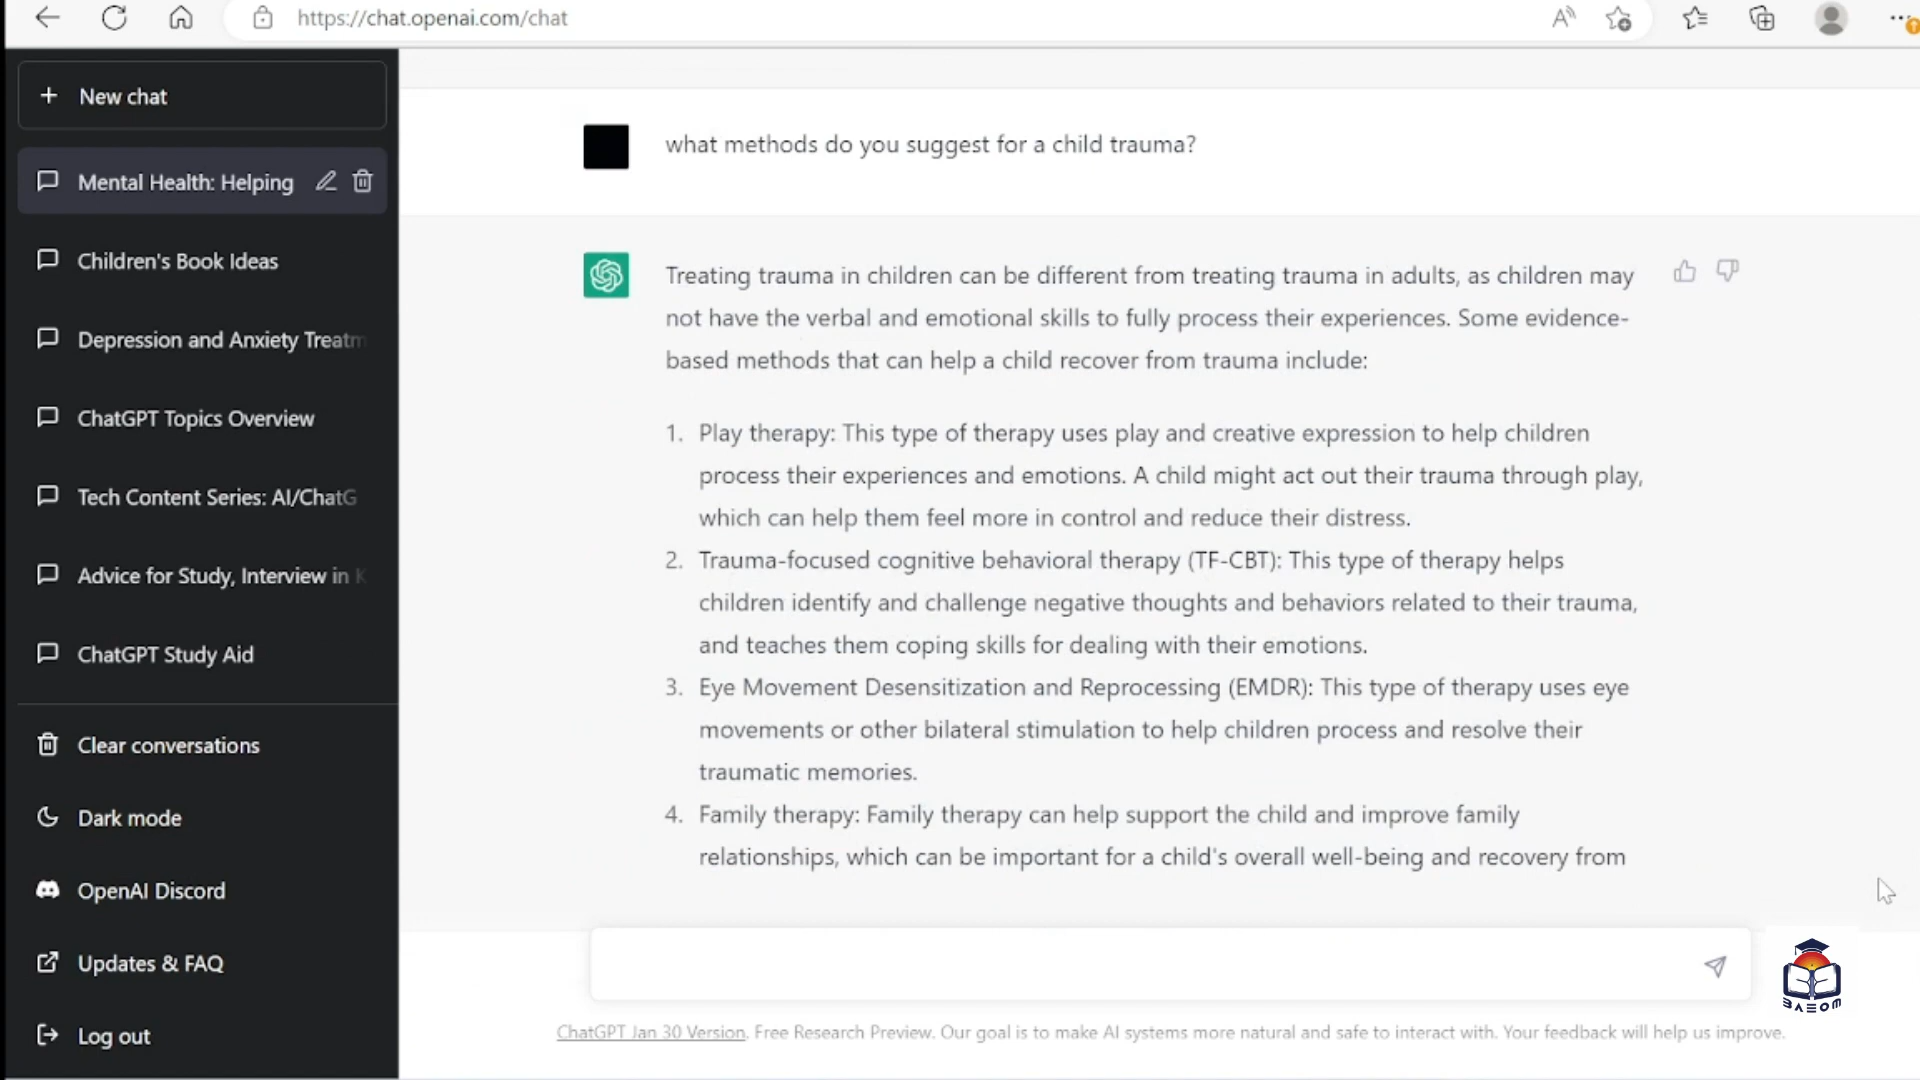 https://chat.openai.com/chat
New chat
Mental Health: Helping
Children's Book Ideas
Depression and Anxiety Treatm
ChatGPT Topics Overview
Tech Content Series: AI/ChatG
Advice for Study, Interview in K
ChatGPT Study Aid
Clear conversations
Dark mode
OpenAI Discord
Updates & FAQ
Log out
what methods do you suggest for a child trauma?
Treating trauma in children can be different from treating trauma in adults, as children may
not have the verbal and emotional skills to fully process their experiences. Some evidence-
based methods that can help a child recover from trauma include:
1. Play therapy: This type of therapy uses play and creative expression to help children
process their experiences and emotions. A child might act out their trauma through play,
which can help them feel more in control and reduce their distress.
2. Trauma-focused cognitive behavioral therapy (TF-CBT): This type of therapy helps
children identify and challenge negative thoughts and behaviors related to their trauma,
and teaches them coping skills for dealing with their emotions.
3. Eye Movement Desensitization and Reprocessing (EMDR): This type of therapy uses eye
movements or other bilateral stimulation to help children process and resolve their
traumatic memories.
4. Family therapy: Family therapy can help support the child and improve family
relationships, which can be important for a child's overall well-being and recovery from
ChatGPT Jan 30 Version. Free Research Preview. Our goal is to make AI systems more natural and safe to interact with. Your feedback will help us improve.